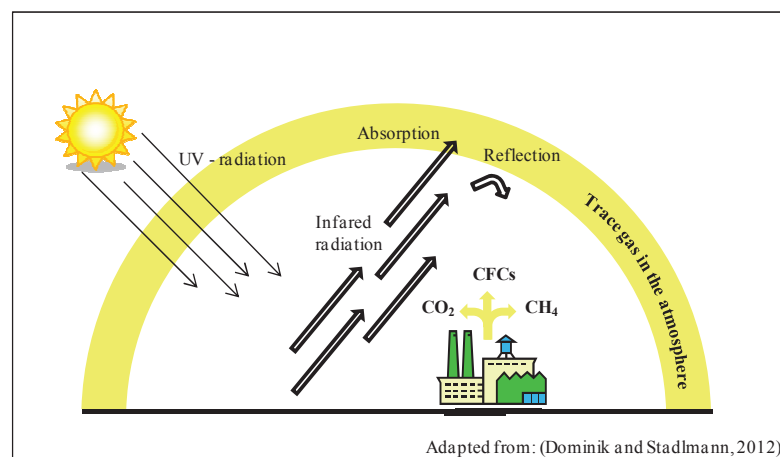 Absorption
UV - radiation
Reflection
Infared
radiation
Trace gas in the atmosphere
CFCs
CO₂
CH₄
Adapted from: (Dominik and Stadlmann, 2012)